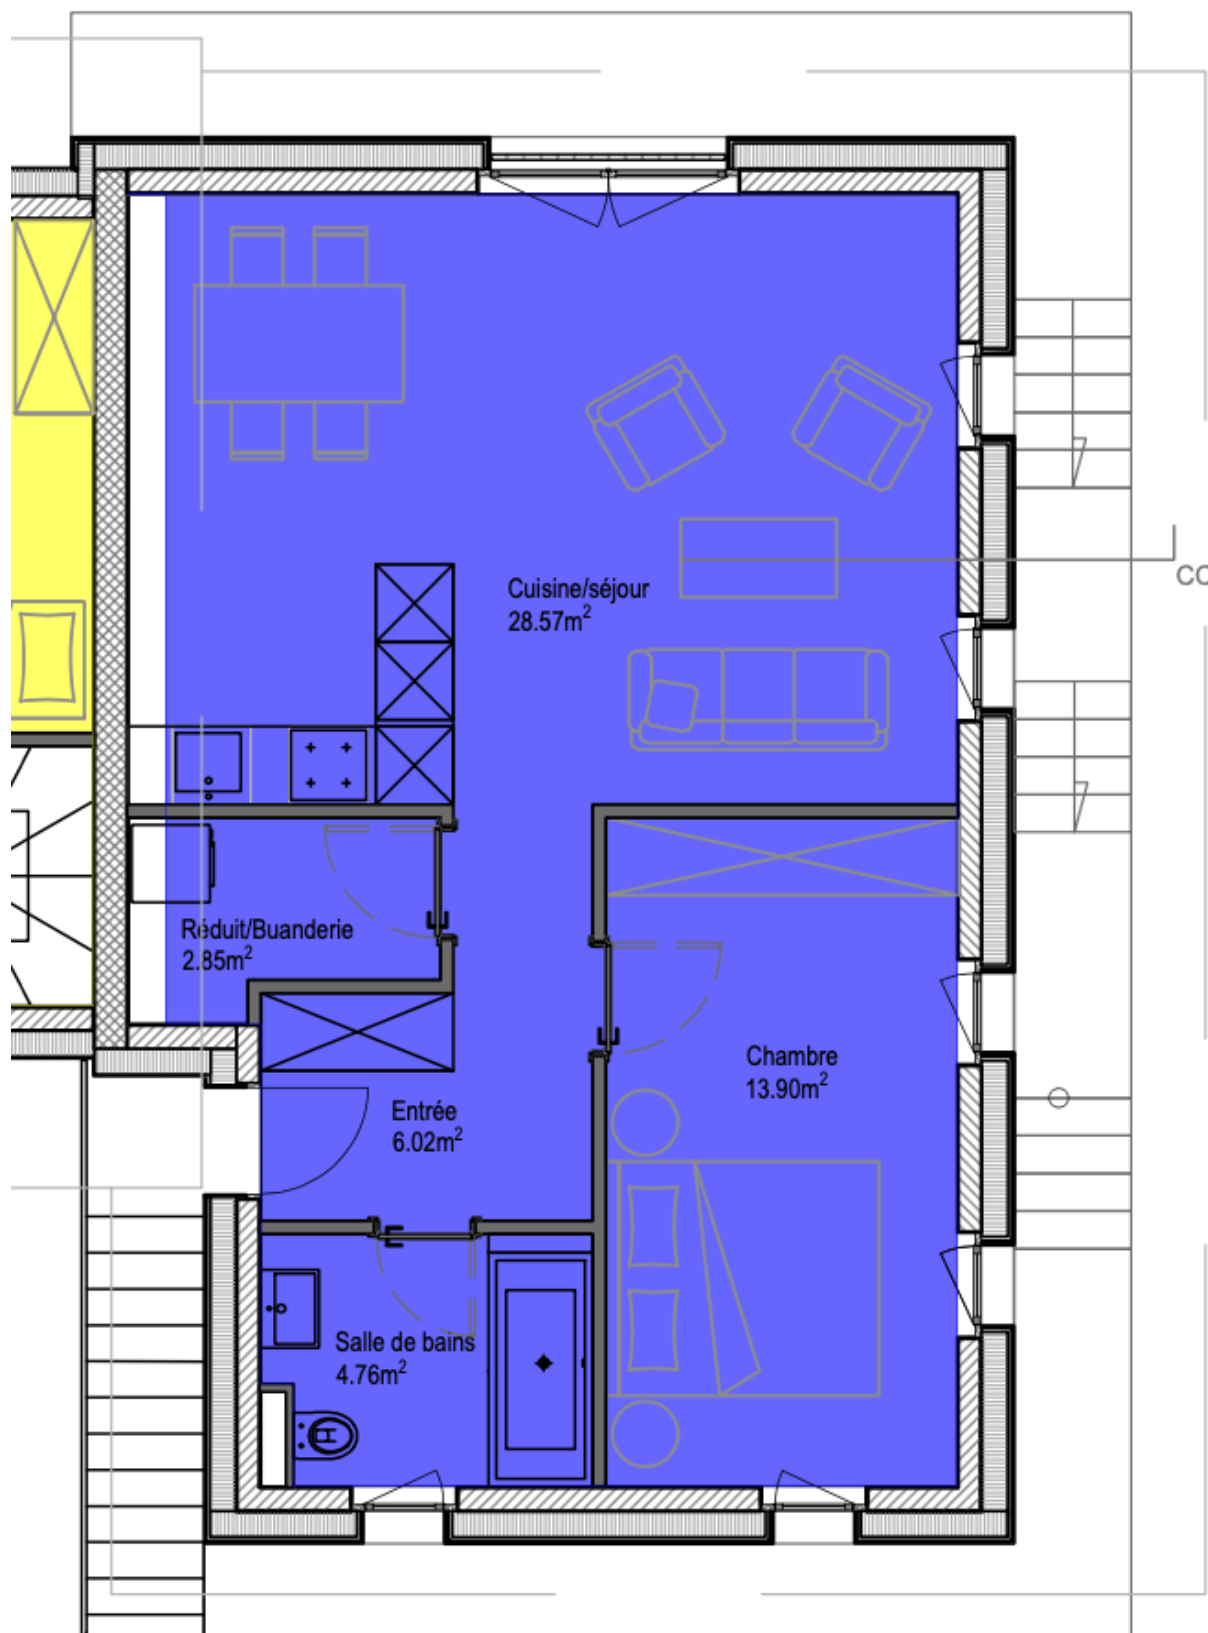 Cuisine/séjour
28.57m²
CC
Réduit/Buanderie
2.85m²
Chambre
13.90m²
Entrée
6.02m²
Salle de bains
4.76m²